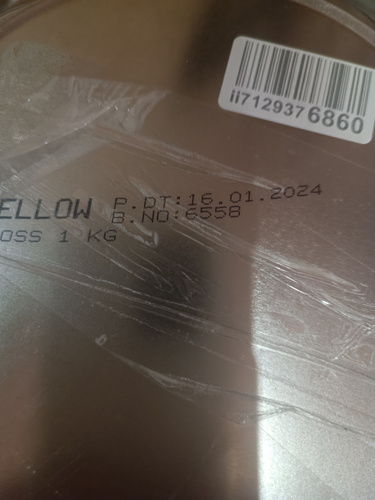 ii7129376860
ELLOW P.DT:16.01.2024
B.NO:6558
OSS 1 KG